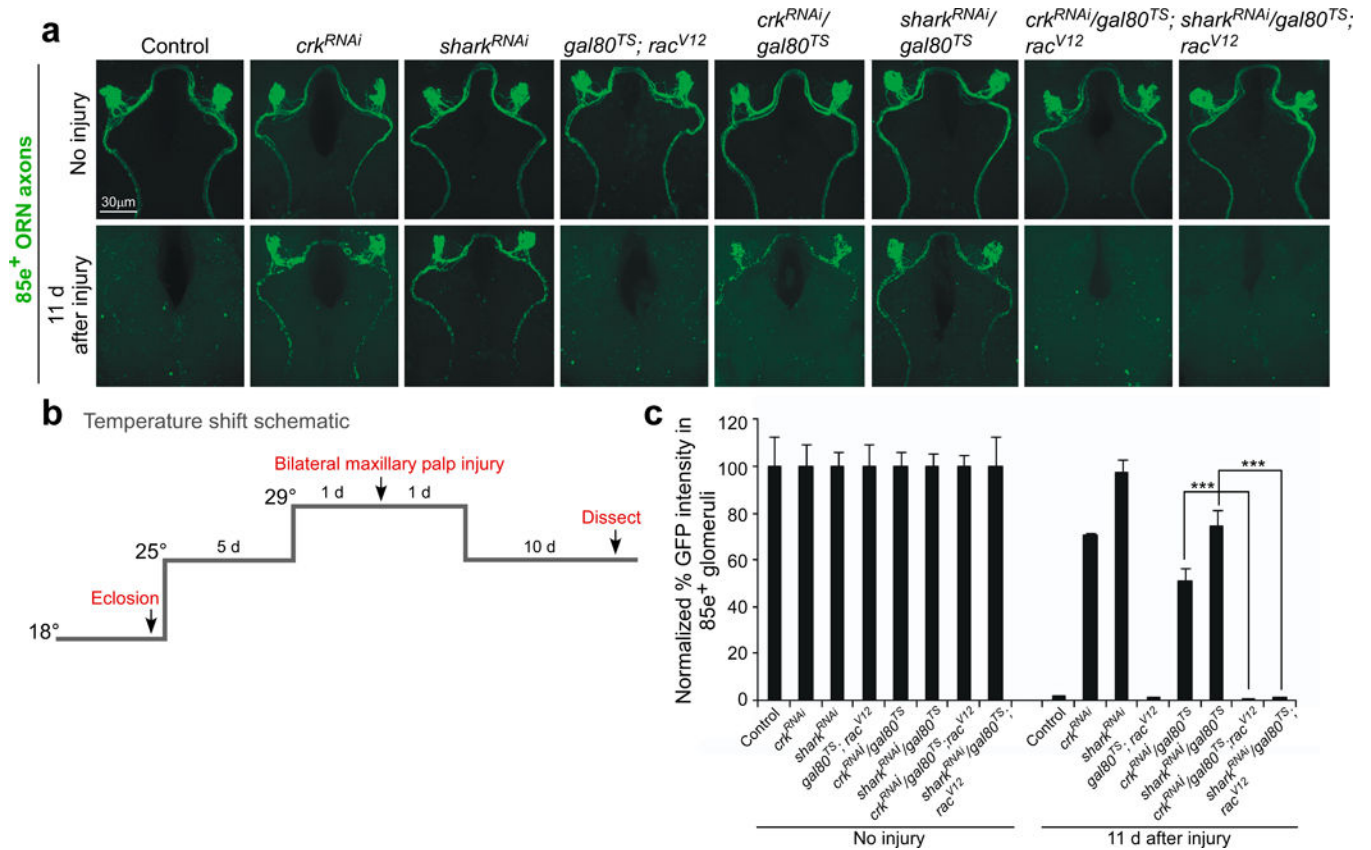 a
Control
crkRNAi
sharkRNAi
gal80TS; racV12
crkRNAi/
gal80TS
sharkRNAi/
gal80TS
crkRNAi/gal80TS;
racV12
sharkRNAi/gal80TS;
racV12
85e+ ORN axons
No injury
30µm
11 d
after injury
b
Temperature shift schematic
Bilateral maxillary palp injury
29°
1 d
1 d
Dissect
25°
5 d
10 d
Eclosion
18°
c
Normalized % GFP intensity in
85e+ glomeruli
120
100
80
60
40
20
0
***
***
Control
crkRNAi
sharkRNAi
gal80TS; racV12
crkRNAi/gal80TS
sharkRNAi/gal80TS
crkRNAi/gal80TS;racV12
sharkRNAi/gal80TS;
racV12
No injury
Control
crkRNAi
sharkRNAi
gal80TS; racV12
crkRNAi/gal80TS
sharkRNAi/gal80TS
crkRNAi/gal80TS;racV12
sharkRNAi/gal80TS;
racV12
11 d after injury